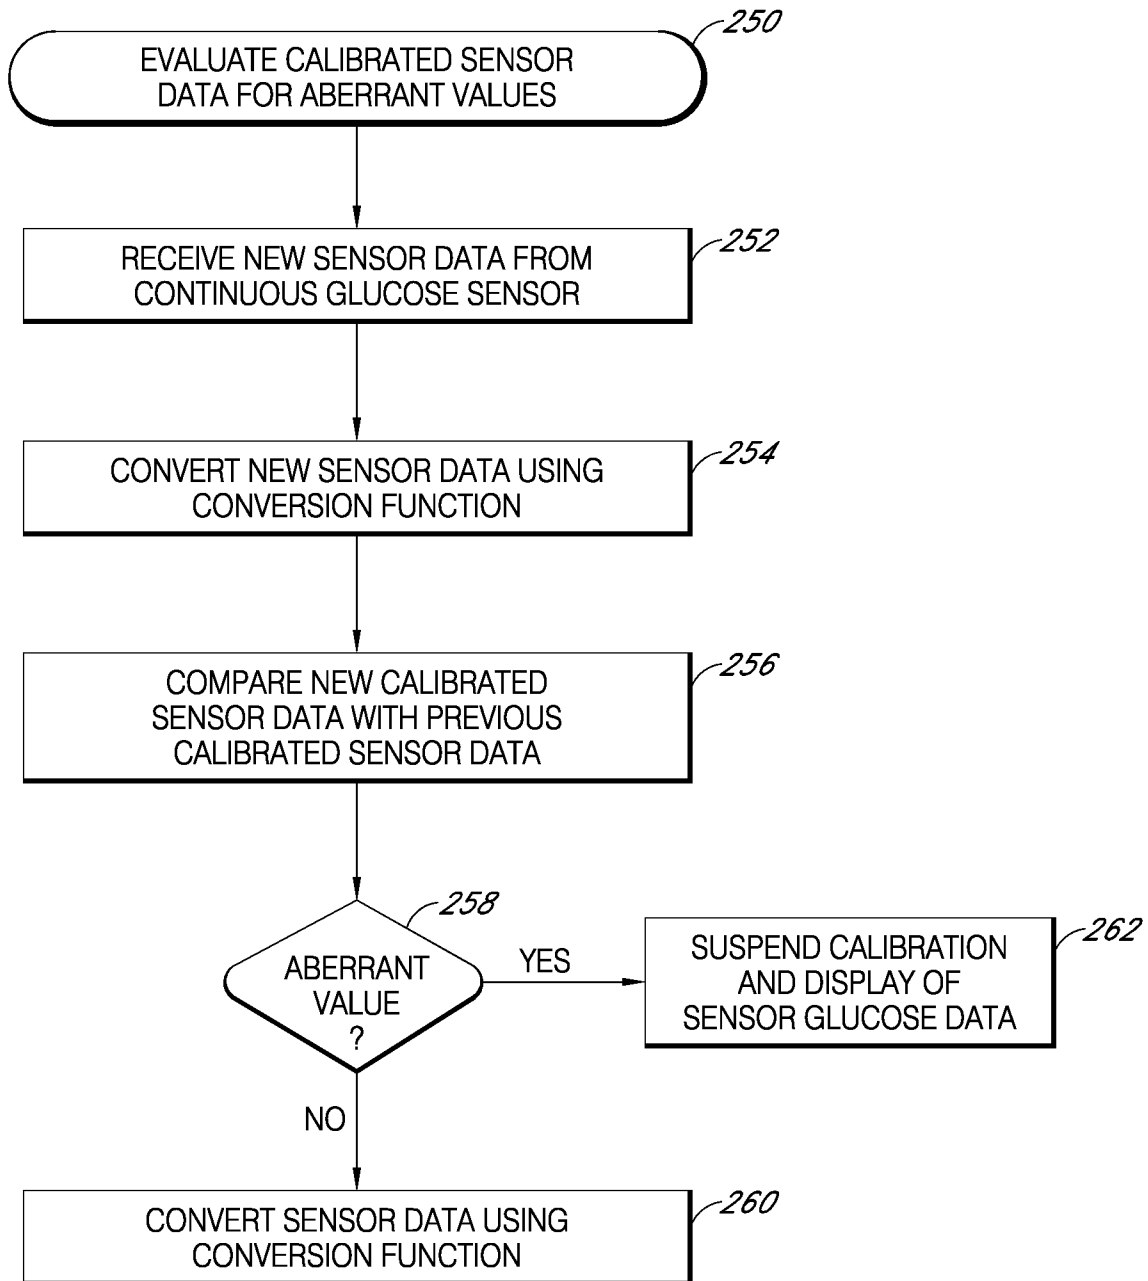 250
EVALUATE CALIBRATED SENSOR
DATA FOR ABERRANT VALUES
252
RECEIVE NEW SENSOR DATA FROM
CONTINUOUS GLUCOSE SENSOR
254
CONVERT NEW SENSOR DATA USING
CONVERSION FUNCTION
256
COMPARE NEW CALIBRATED
SENSOR DATA WITH PREVIOUS
CALIBRATED SENSOR DATA
258
ABERRANT
VALUE
?
YES
262
SUSPEND CALIBRATION
AND DISPLAY OF
SENSOR GLUCOSE DATA
NO
260
CONVERT SENSOR DATA USING
CONVERSION FUNCTION